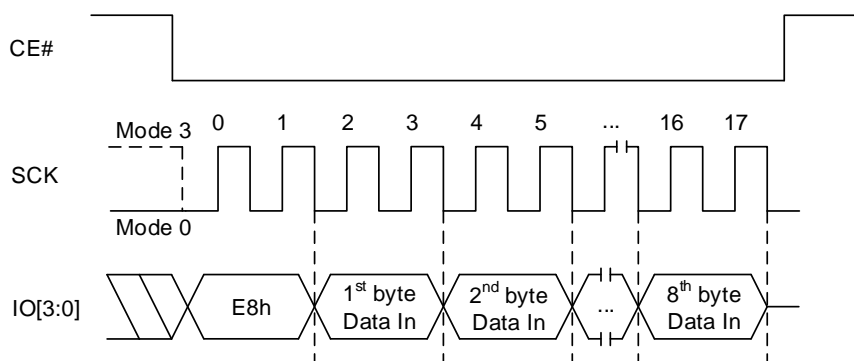 CE#
Mode 3
0 1 2 3 4 5 ... 16 17
SCK
Mode 0
IO[3:0]
E8h
1st byte
Data In
2nd byte
Data In
...
8th byte
Data In